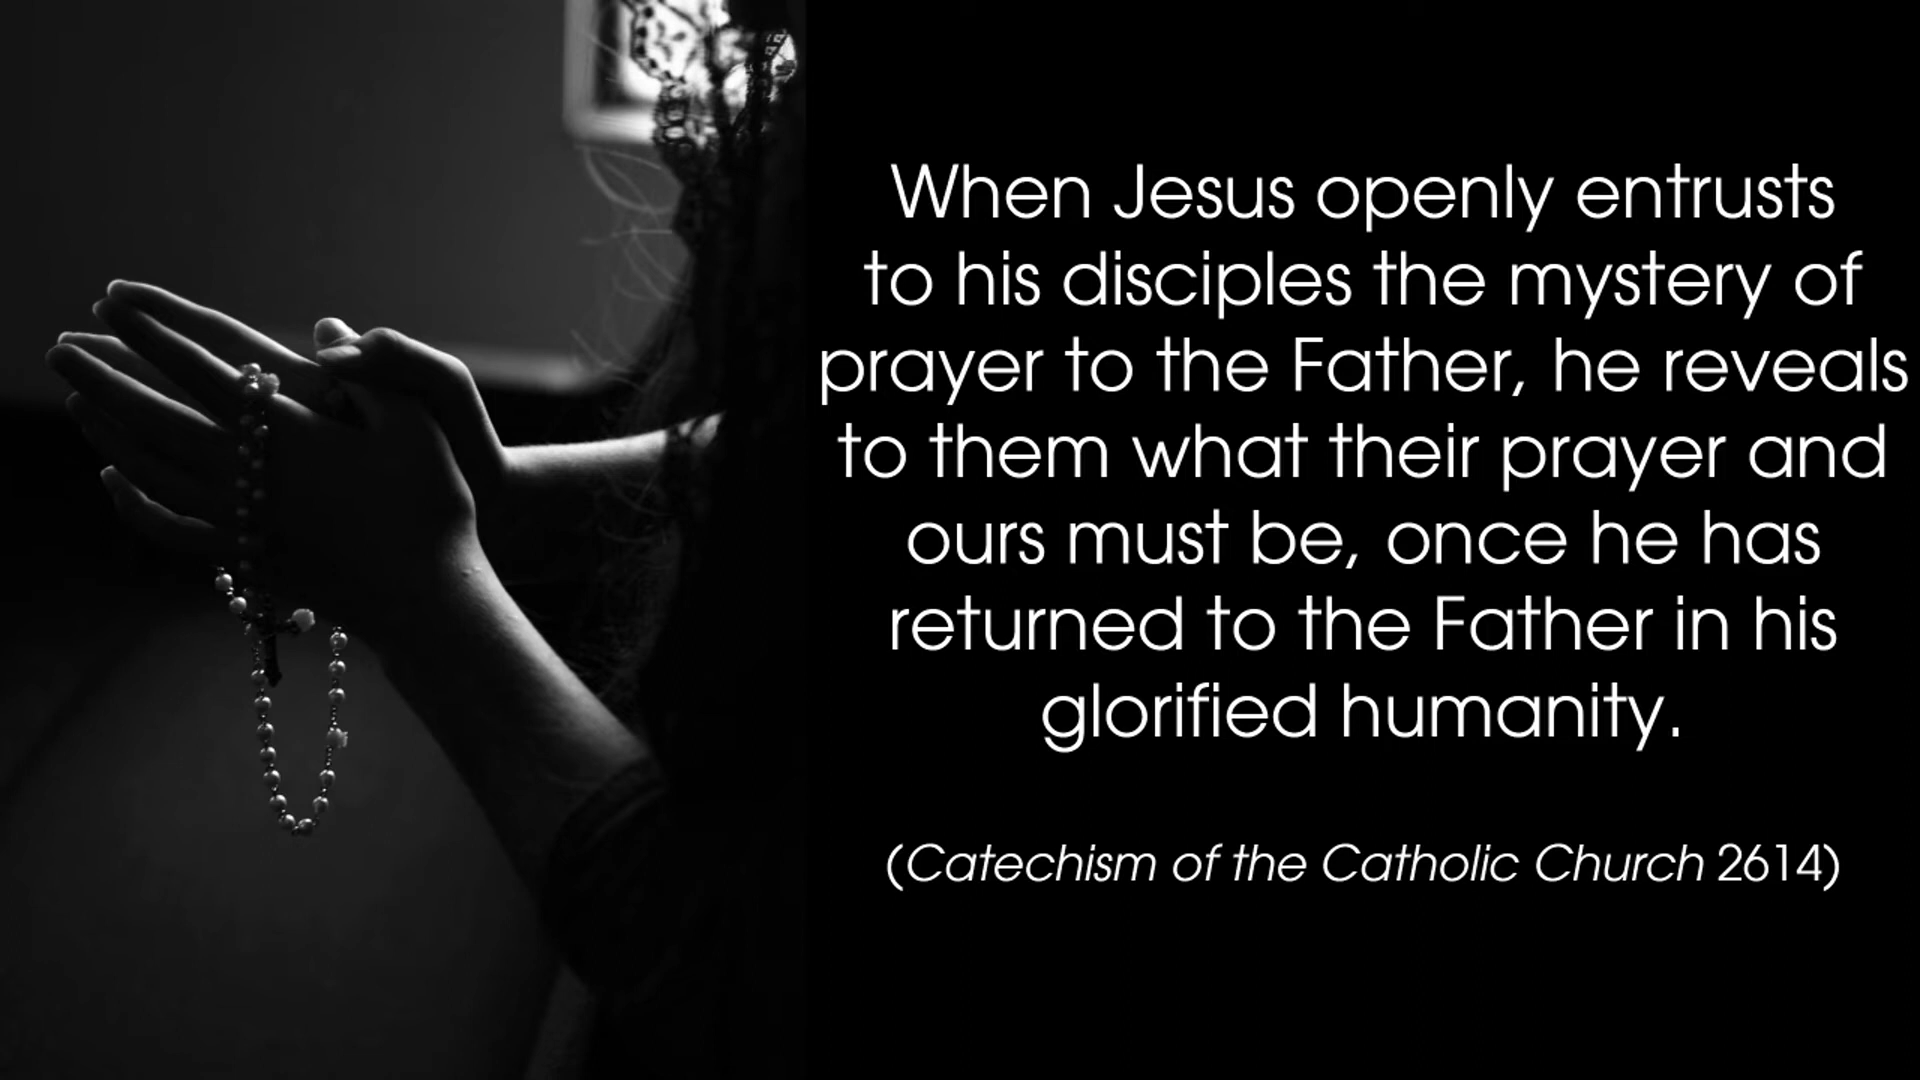 When Jesus openly entrusts
to his disciples the mystery of
prayer to the Father, he reveals
to them what their prayer and
ours must be, once he has
returned to the Father in his
glorified humanity.
(Catechism of the Catholic Church 2614)